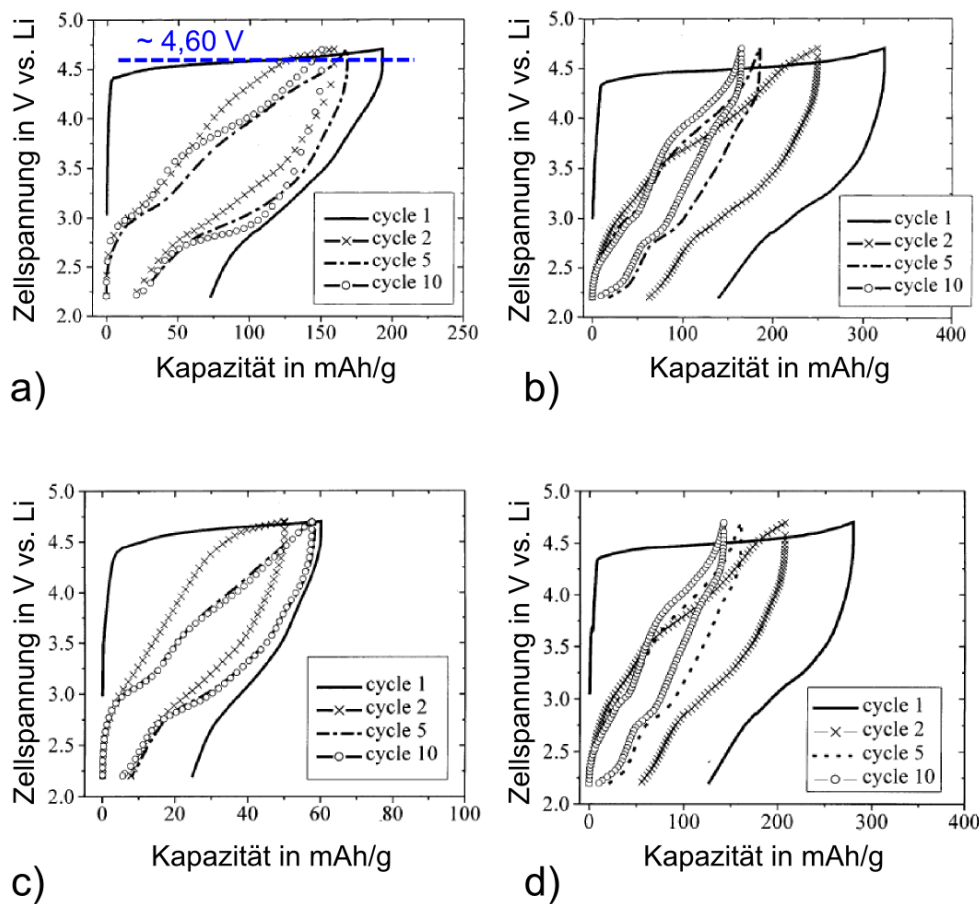 5.0
4.5
4.0
3.5
3.0
2.5
2.0
Zellspannung in V vs. Li
~ 4,60 V
cycle 1
cycle 2
cycle 5
cycle 10
0 50 100 150 200 250
Kapazität in mAh/g
a)
5.0
4.5
4.0
3.5
3.0
2.5
2.0
Zellspannung in V vs. Li
cycle 1
cycle 2
cycle 5
cycle 10
0 100 200 300 400
Kapazität in mAh/g
b)
5.0
4.5
4.0
3.5
3.0
2.5
2.0
Zellspannung in V vs. Li
cycle 1
cycle 2
cycle 5
cycle 10
0 20 40 60 80 100
Kapazität in mAh/g
c)
5.0
4.5
4.0
3.5
3.0
2.5
2.0
Zellspannung in V vs. Li
cycle 1
cycle 2
cycle 5
cycle 10
0 100 200 300 400
Kapazität in mAh/g
d)